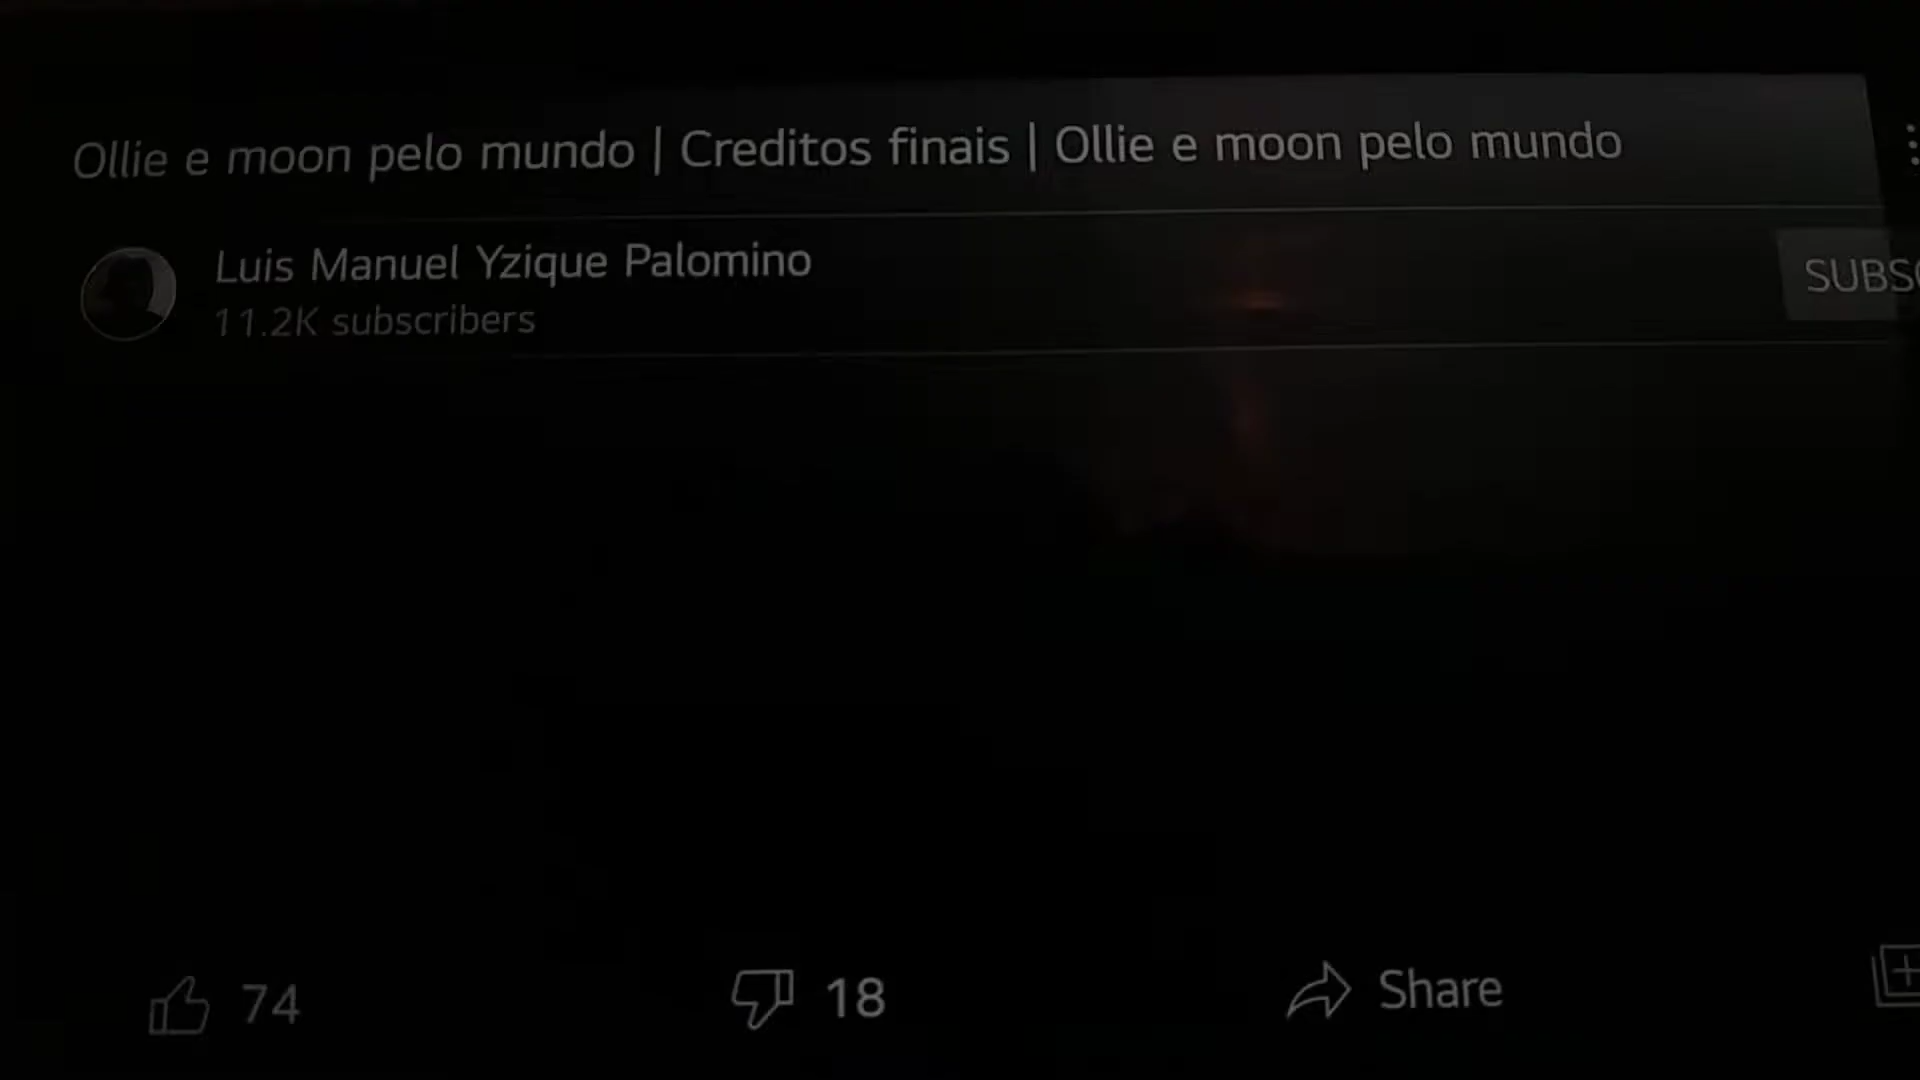 Ollie e moon pelo mundo | Creditos finais | Ollie e moon pelo mundo
Luis Manuel Yzique Palomino
11.2K subscribers
SUBSC
74
18
Share